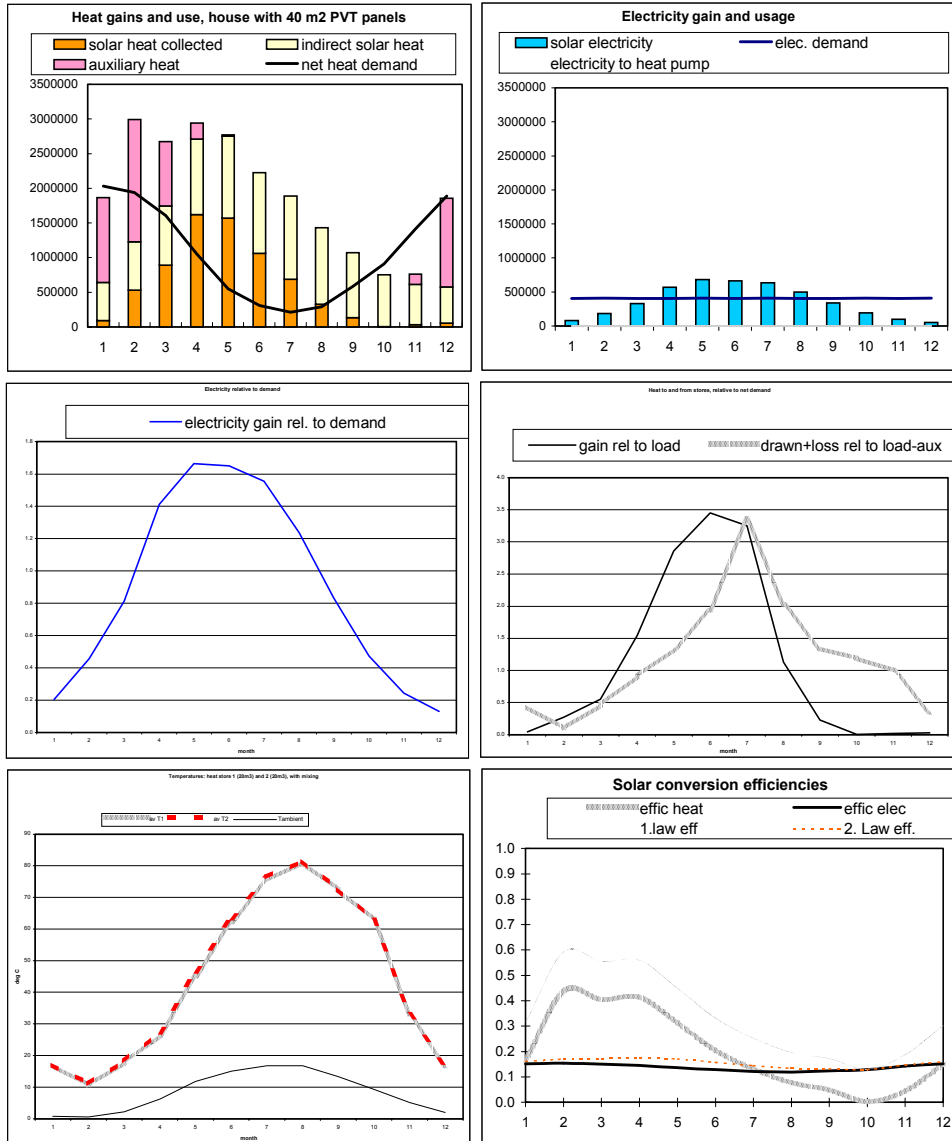 Heat gains and use, house with 40 m2 PVT panels
solar heat collected indirect solar heat
auxiliary heat net heat demand
3500000
3000000
2500000
2000000
1500000
1000000
500000
0
1 2 3 4 5 6 7 8 9 10 11 12
Electricity gain and usage
solar electricity elec. demand
electricity to heat pump
3500000
3000000
2500000
2000000
1500000
1000000
500000
0
1 2 3 4 5 6 7 8 9 10 11 12
Electricity relative to demand
electricity gain rel. to demand
1.8
1.6
1.4
1.2
1.0
0.8
0.6
0.4
0.2
0.0
1 2 3 4 5 6 7 8 9 10 11 12
month
Heat to and from stores, relative to net demand
gain rel to load drawn+loss rel to load-aux
4.0
3.5
3.0
2.5
2.0
1.5
1.0
0.5
0.0
1 2 3 4 5 6 7 8 9 10 11 12
month
Temperatures: heat store 1 (20m3) and 2 (20m3), with mixing
av T1 av T2 Tambient
90
80
70
60
50
40
30
20
10
0
deg C
1 2 3 4 5 6 7 8 9 10 11 12
month
Solar conversion efficiencies
effic heat effic elec
1.law eff 2. Law eff.
1.0
0.9
0.8
0.7
0.6
0.5
0.4
0.3
0.2
0.1
0.0
1 2 3 4 5 6 7 8 9 10 11 12